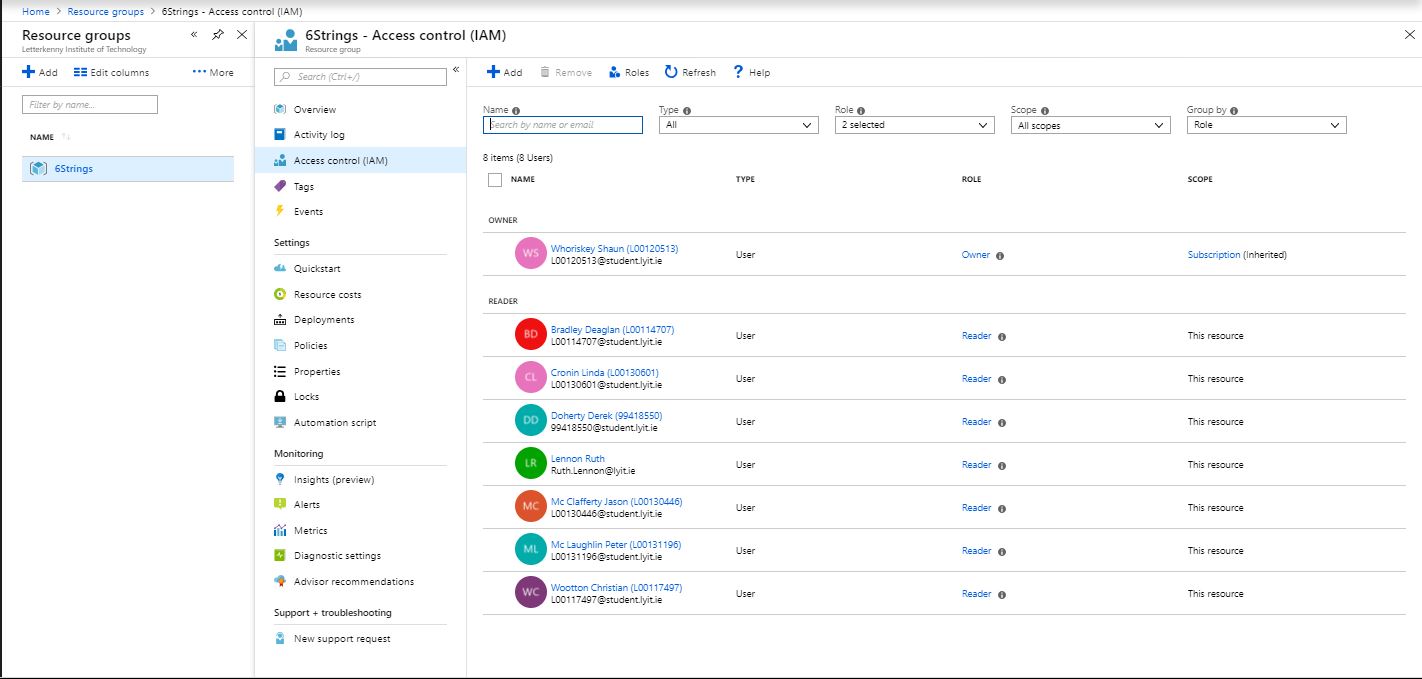 Home > Resource groups > 6Strings - Access control (IAM)
Resource groups
Letterkenny Institute of Technology
Add Edit columns ... More
Filter by name...
NAME
6Strings
6Strings - Access control (IAM)
Resource group
Search (Ctrl+/)
Overview
Activity log
Access control (IAM)
Tags
Events
Settings
Quickstart
Resource costs
Deployments
Policies
Properties
Locks
Automation script
Monitoring
Insights (preview)
Alerts
Metrics
Diagnostic settings
Advisor recommendations
Support + troubleshooting
New support request
Add Remove Roles Refresh Help
Name Type Role Scope Group by
Search by name or email All 2 selected All scopes Role
8 items (8 Users)
NAME TYPE ROLE SCOPE
OWNER
WS Whoriskey Shaun (L00120513) User Owner Subscription (Inherited)
L00120513@student.lyit.ie
READER
BD Bradley Deaglan (L00114707) User Reader This resource
L00114707@student.lyit.ie
CL Cronin Linda (L00130601) User Reader This resource
L00130601@student.lyit.ie
DD Doherty Derek (99418550) User Reader This resource
99418550@student.lyit.ie
LR Lennon Ruth User Reader This resource
Ruth.Lennon@lyit.ie
MC Mc Clafferty Jason (L00130446) User Reader This resource
L00130446@student.lyit.ie
ML Mc Laughlin Peter (L00131196) User Reader This resource
L00131196@student.lyit.ie
WC Wootton Christian (L00117497) User Reader This resource
L00117497@student.lyit.ie